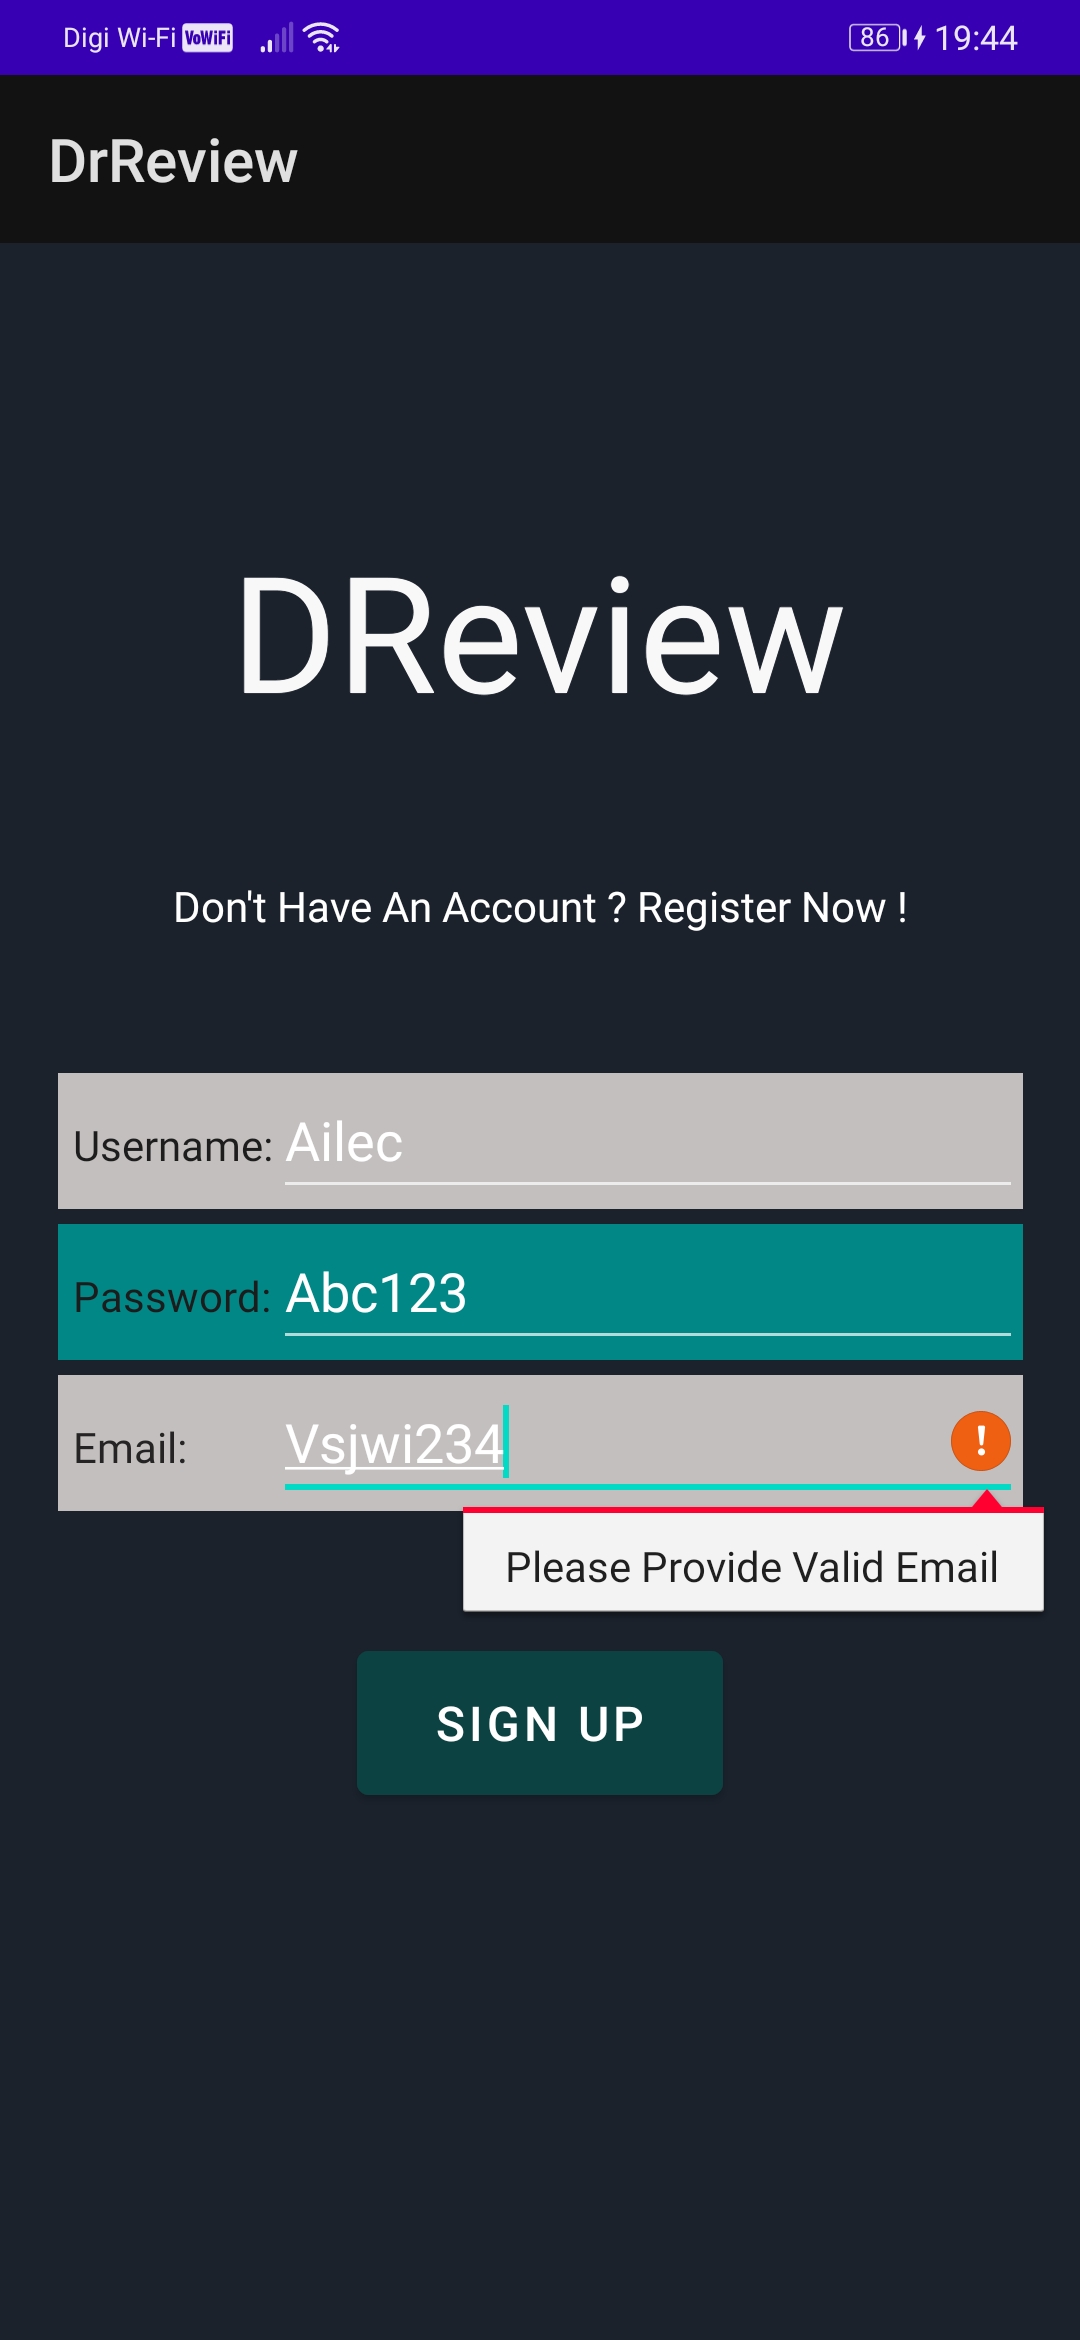 Digi Wi-Fi VoWiFi 86 19:44
DrReview
DReview
Don't Have An Account ? Register Now !
Username: Ailec
Password: Abc123
Email: Vsjwi234 !
Please Provide Valid Email
SIGN UP